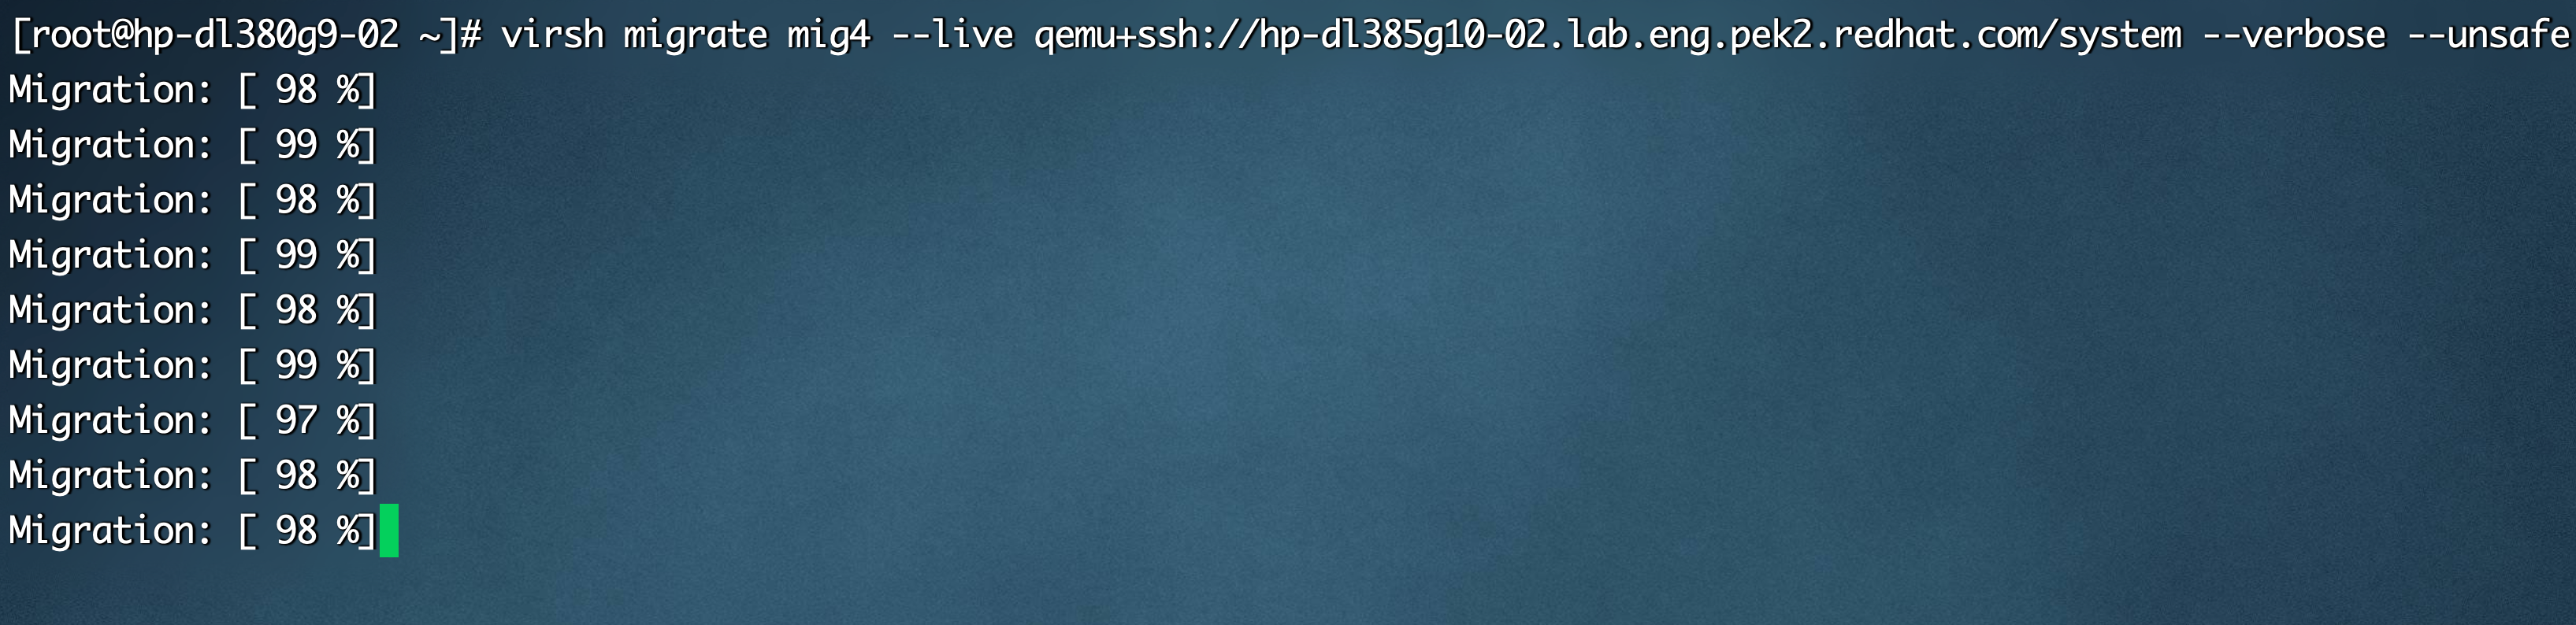 [root@hp-dl380g9-02 ~]# virsh migrate mig4 --live qemu+ssh://hp-dl385g10-02.lab.eng.pek2.redhat.com/system --verbose --unsafe
Migration: [ 98 %]
Migration: [ 99 %]
Migration: [ 98 %]
Migration: [ 99 %]
Migration: [ 98 %]
Migration: [ 99 %]
Migration: [ 97 %]
Migration: [ 98 %]
Migration: [ 98 %]